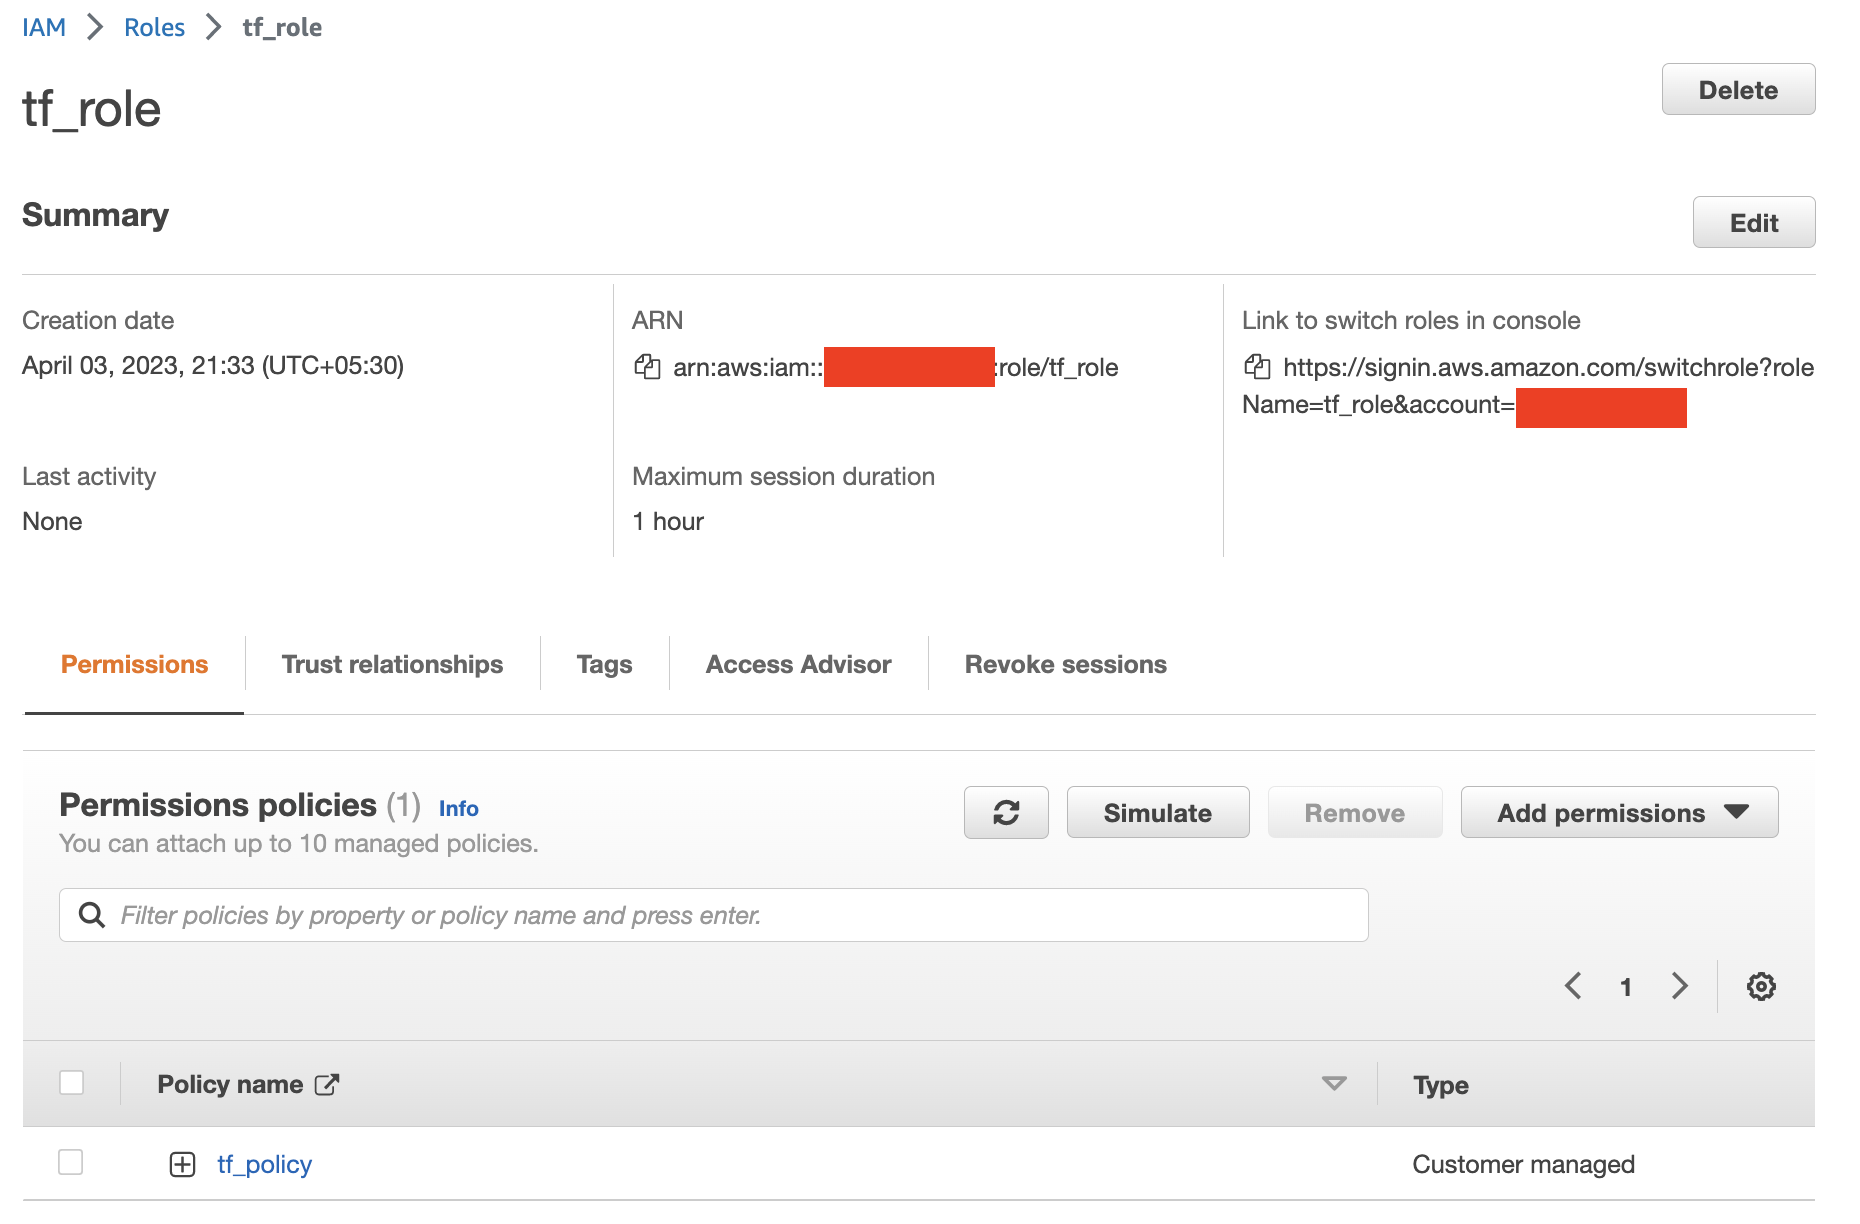 IAM > Roles > tf_role
tf_role
Delete
Summary
Edit
Creation date
April 03, 2023, 21:33 (UTC+05:30)
ARN
arn:aws:iam:: :role/tf_role
Link to switch roles in console
https://signin.aws.amazon.com/switchrole?role
Name=tf_role&account=
Last activity
None
Maximum session duration
1 hour
Permissions
Trust relationships
Tags
Access Advisor
Revoke sessions
Permissions policies (1) Info
You can attach up to 10 managed policies.
Simulate
Remove
Add permissions
Filter policies by property or policy name and press enter.
1
Policy name
Type
tf_policy
Customer managed